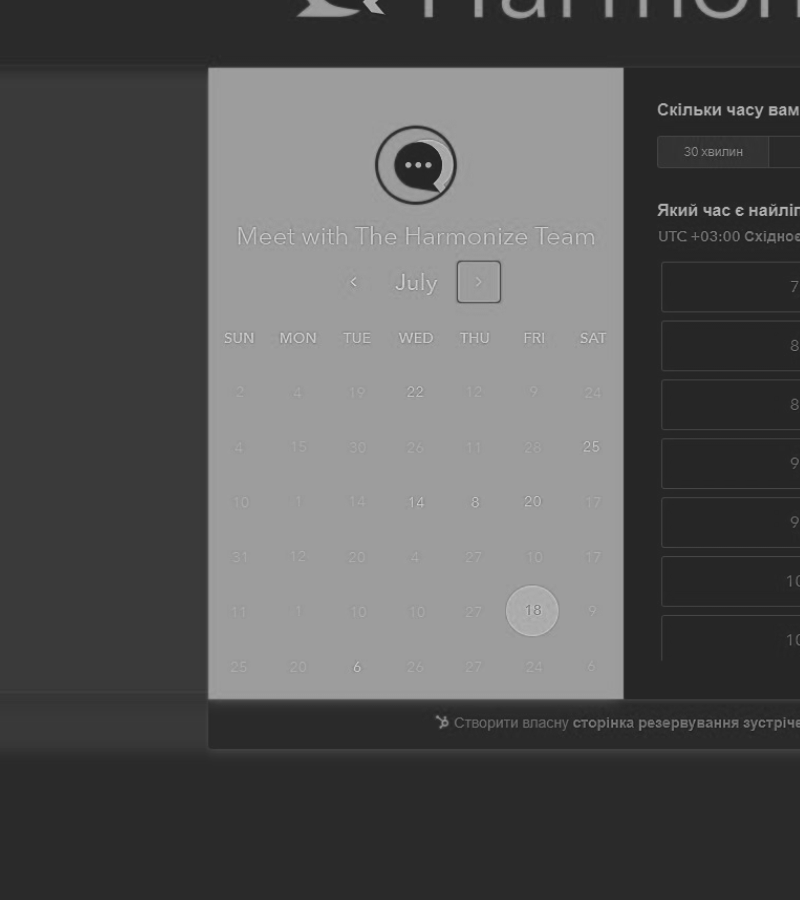 Meet with The Harmonize Team
July
SUN MON TUE WED THU FRI SAT
2 4 19 22 12 9 24
4 15 30 26 11 28 25
10 1 14 14 8 20 17
31 12 20 4 27 10 17
11 1 10 10 27 18 9
25 20 6 26 27 24 6
Скільки часу вам
30 хвилин
Який час є
UTC +03:00
7
8
8
9
9
10
10
Створити власну сторінка резервування